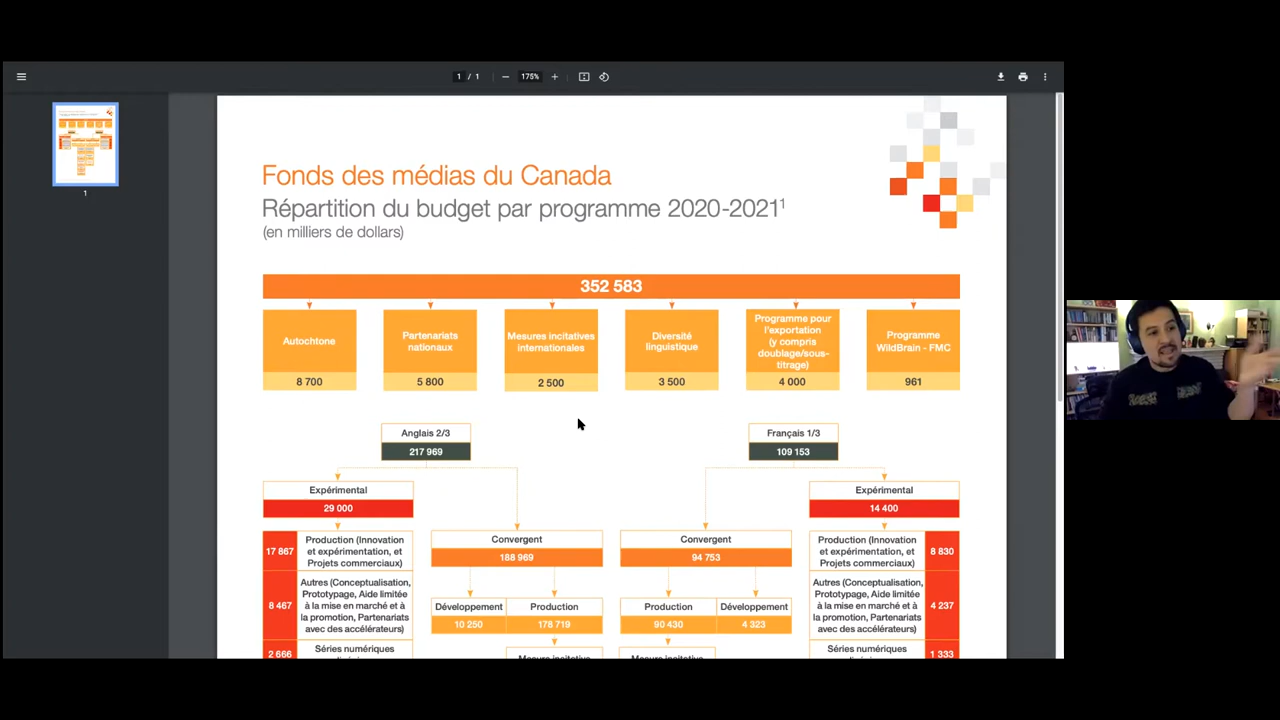 1 / 1
175%
1
Fonds des médias du Canada
Répartition du budget par programme 2020-2021¹
(en milliers de dollars)
352 583
Autochtone
8 700
Partenariats
nationaux
5 800
Mesures incitatives
internationales
2 500
Diversité
linguistique
3 500
Programme pour
l'exportation
(y compris
doublage/sous-
titrage)
4 000
Programme
WildBrain - FMC
961
Anglais 2/3
217 969
Français 1/3
109 153
Expérimental
29 000
17 867
Production (Innovation
et expérimentation, et
Projets commerciaux)
8 467
Autres (Conceptualisation,
Prototypage, Aide limitée
à la mise en marché et à
la promotion, Partenariats
avec des accélérateurs)
2 666
Séries numériques
Convergent
188 969
Développement
10 250
Production
178 719
Mesure incitative
Convergent
94 753
Production
90 430
Développement
4 323
Mesure incitative
Expérimental
14 400
Production (Innovation
et expérimentation, et
Projets commerciaux)
8 830
Autres (Conceptualisation,
Prototypage, Aide limitée
à la mise en marché et à
la promotion, Partenariats
avec des accélérateurs)
4 237
Séries numériques
1 333